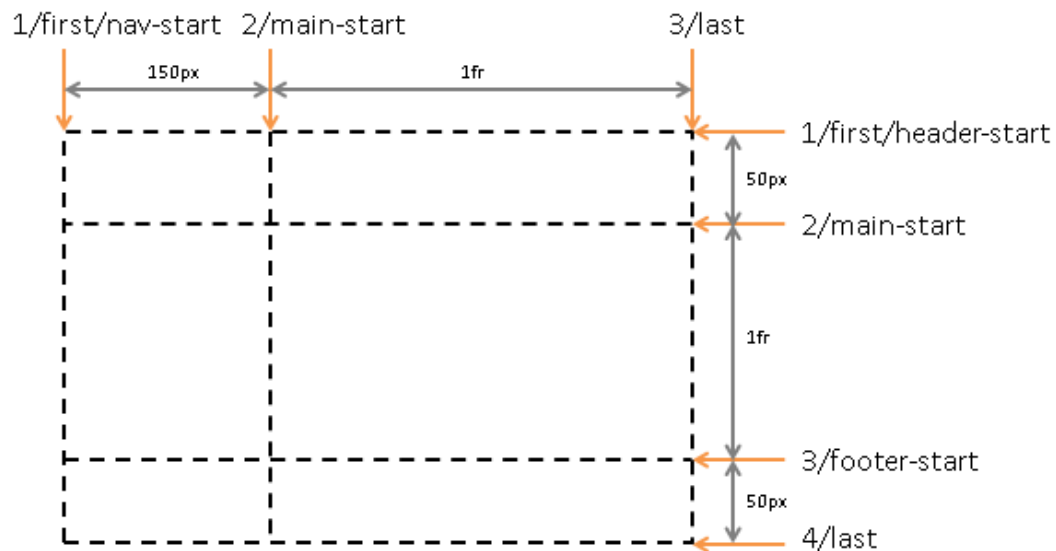 1/first/nav-start 2/main-start 3/last
150px 1fr
1/first/header-start
50px
2/main-start
1fr
3/footer-start
50px
4/last